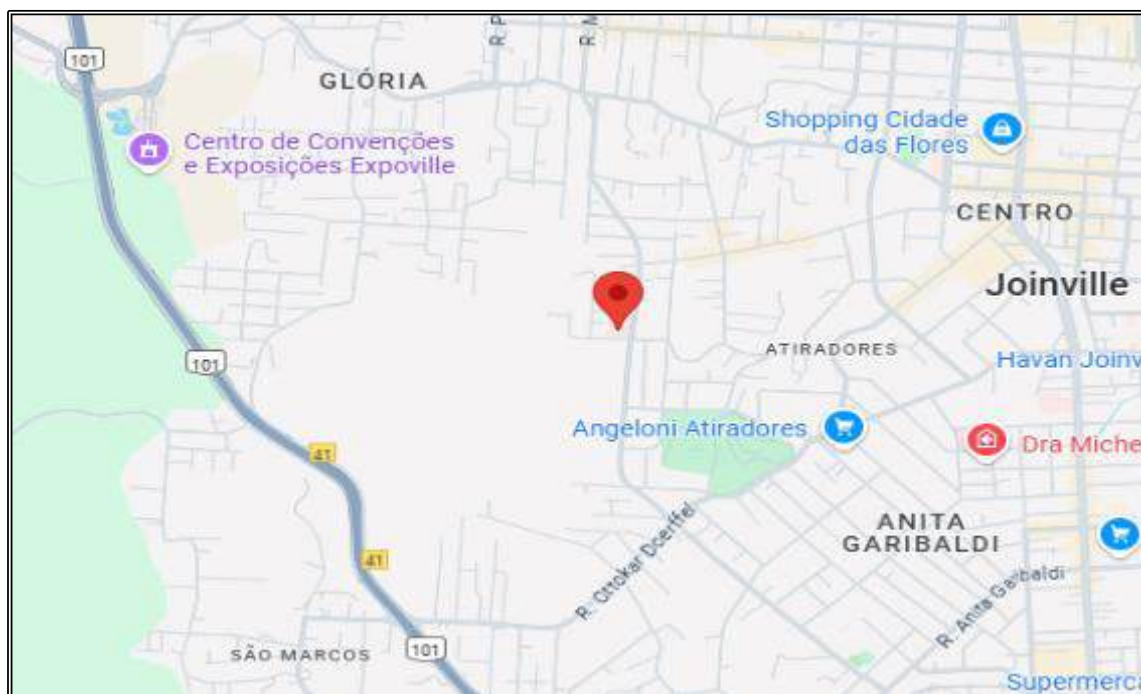 R. P
R. M
101
GLÓRIA
Shopping Cidade
das Flores
Centro de Convenções
e Exposições Expoville
CENTRO
Joinville
ATIRADORES
Havan Joinv
101
Angeloni Atiradores
Dra Miche
41
ANITA
GARIBALDI
R. Ottokar Doerffel
41
R. Anita Garibaldi
101
SÃO MARCOS
Supermerca